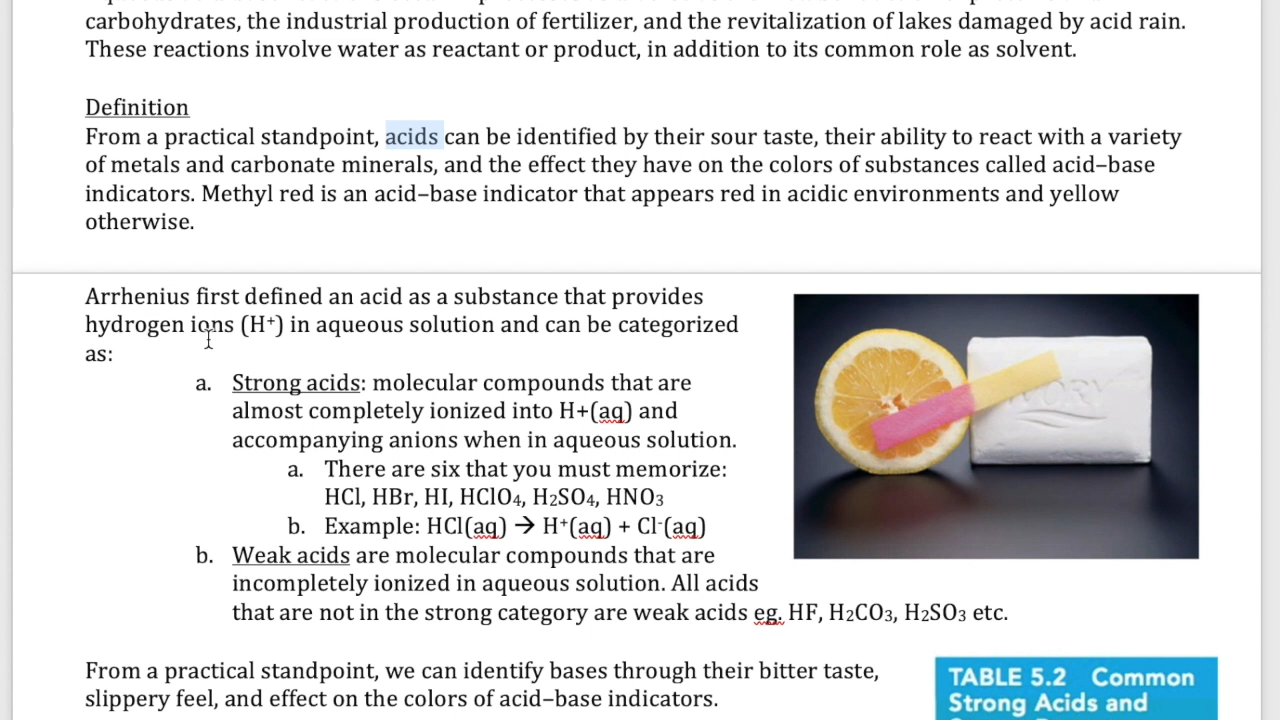 carbohydrates, the industrial production of fertilizer, and the revitalization of lakes damaged by acid rain.
These reactions involve water as reactant or product, in addition to its common role as solvent.
Definition
From a practical standpoint, acids can be identified by their sour taste, their ability to react with a variety
of metals and carbonate minerals, and the effect they have on the colors of substances called acid–base
indicators. Methyl red is an acid–base indicator that appears red in acidic environments and yellow
otherwise.
Arrhenius first defined an acid as a substance that provides
hydrogen ions (H⁺) in aqueous solution and can be categorized
as:
a. Strong acids: molecular compounds that are
almost completely ionized into H+(aq) and
accompanying anions when in aqueous solution.
a. There are six that you must memorize:
HCl, HBr, HI, HClO₄, H₂SO₄, HNO₃
b. Example: HCl(aq) → H⁺(aq) + Cl⁻(aq)
b. Weak acids are molecular compounds that are
incompletely ionized in aqueous solution. All acids
that are not in the strong category are weak acids eg. HF, H₂CO₃, H₂SO₃ etc.
From a practical standpoint, we can identify bases through their bitter taste,
slippery feel, and effect on the colors of acid–base indicators.
TABLE 5.2 Common
Strong Acids and